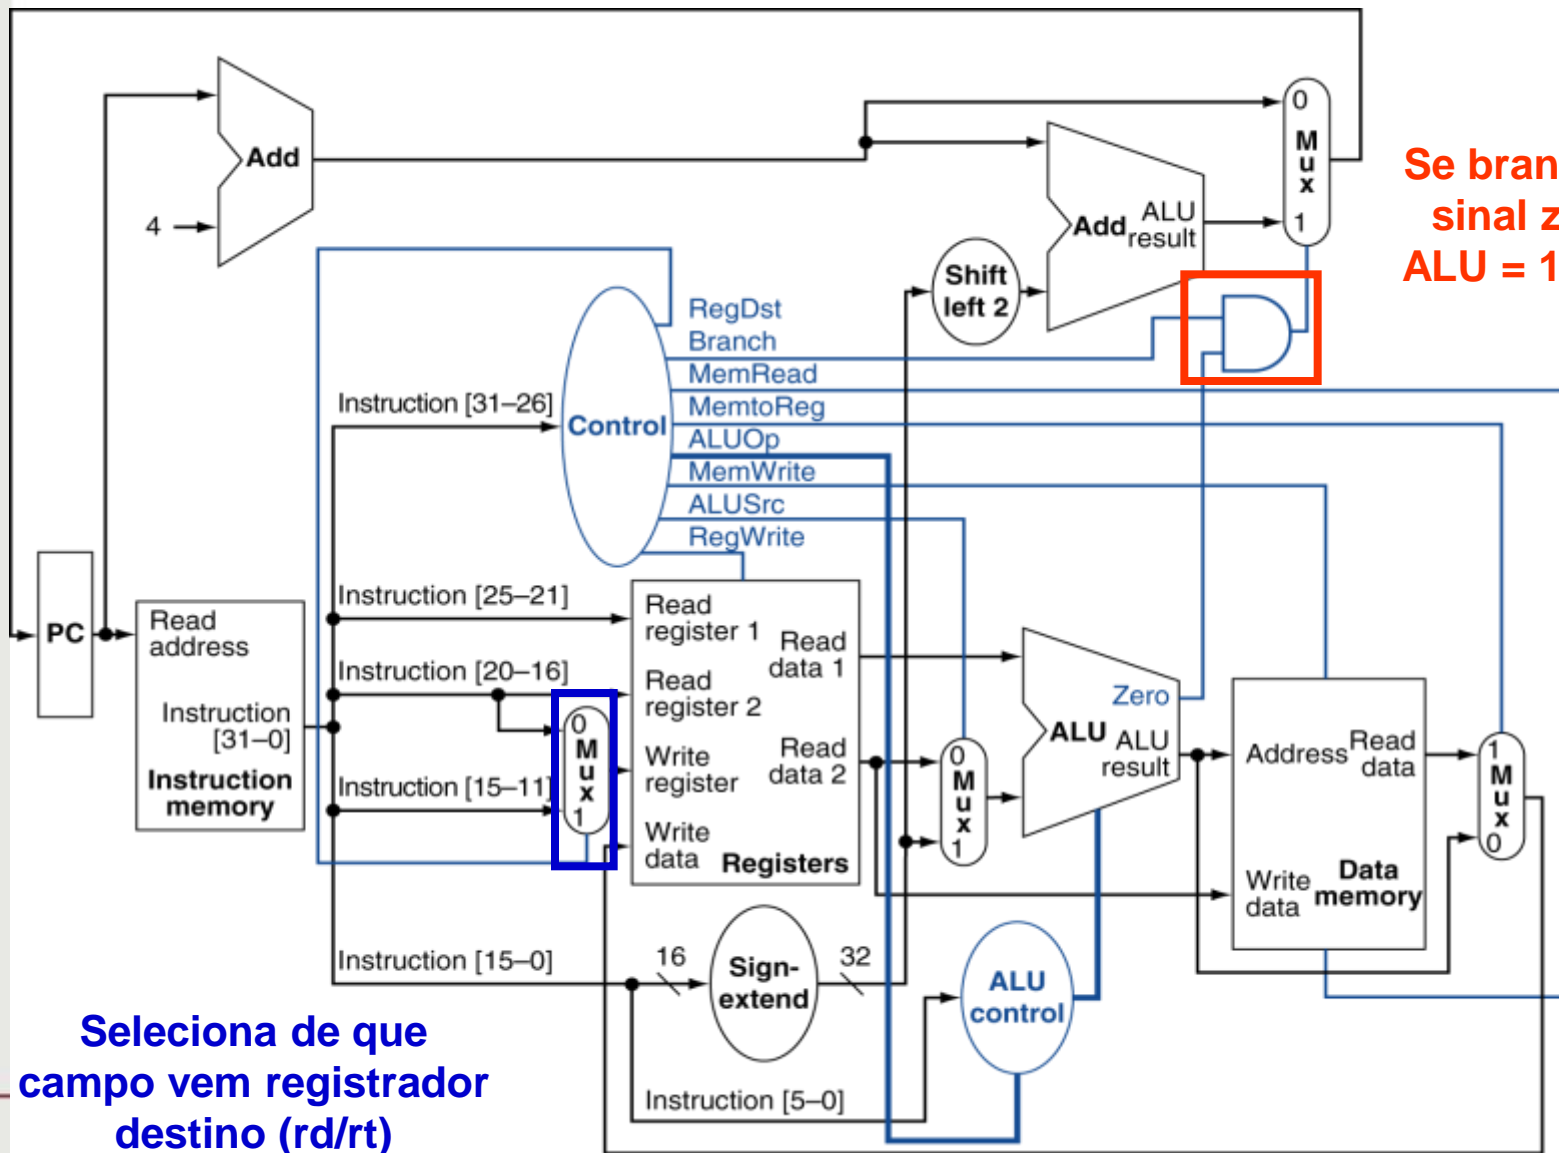 Add
4
0
Mux
1
Se bran
sinal z
ALU = 1
Add
ALU
result
Shift
left 2
RegDst
Branch
MemRead
MemtoReg
ALUOp
MemWrite
ALUSrc
RegWrite
Control
Instruction [31–26]
Instruction [25–21]
Instruction [20–16]
Instruction [15–11]
Instruction [15–0]
Instruction [5–0]
PC
Read
address
Instruction
[31–0]
Instruction
memory
0
Mux
1
Read
register 1
Read
register 2
Write
register
Write
data
Read
data 1
Read
data 2
Registers
0
Mux
1
Zero
ALU
ALU
result
Address
Read
data
Write
data
Data
memory
1
Mux
0
16
Sign-
extend
32
ALU
control
Seleciona de que
campo vem registrador
destino (rd/rt)